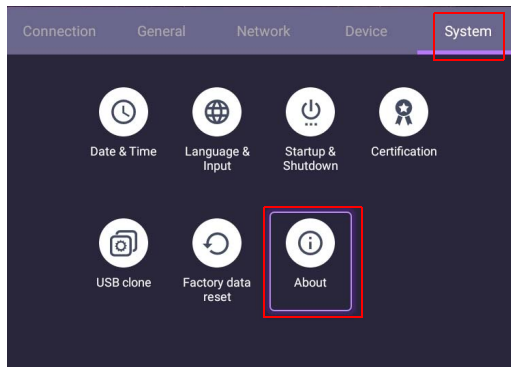 Connection General Network Device System
Date & Time Language & Startup & Certification
Input Shutdown
USB clone Factory data About
reset